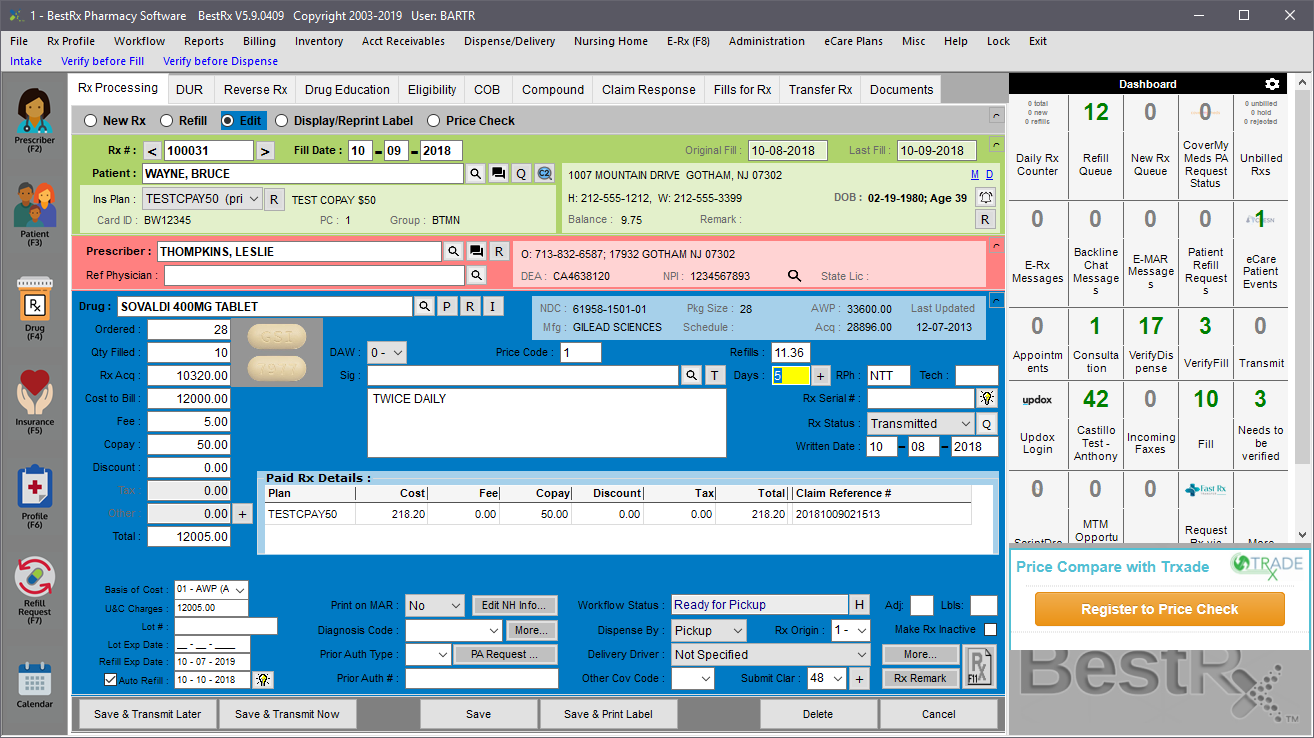 1 - BestRx Pharmacy Software    BestRx V5.9.0409   Copyright 2003-2019   User: BARTR
File Rx Profile Workflow Reports Billing Inventory Acct Receivables Dispense/Delivery Nursing Home E-Rx (F8) Administration eCare Plans Misc Help Lock Exit
Intake Verify before Fill Verify before Dispense
Prescriber
(F2)
Patient
(F3)
Drug
(F4)
Insurance
(F5)
Profile
(F6)
Refill
Request
(F7)
Calendar
Rx Processing DUR Reverse Rx Drug Education Eligibility COB Compound Claim Response Fills for Rx Transfer Rx Documents
New Rx Refill Edit Display/Reprint Label Price Check
Rx # : < 100031 > Fill Date : 10 - 09 - 2018 Original Fill : 10-08-2018 Last Fill : 10-09-2018
Patient : WAYNE, BRUCE Q C2
1007 MOUNTAIN DRIVE GOTHAM, NJ 07302 M D
Ins Plan : TESTCPAY50 (pri R TEST COPAY $50
H: 212-555-1212, W: 212-555-3399 DOB : 02-19-1980; Age 39
Card ID : BW12345 PC : 1 Group : BTMN
Balance : 9.75 Remark : R
Prescriber : THOMPKINS, LESLIE R
O: 713-832-6587; 17932 GOTHAM NJ 07302
Ref Physician :
DEA : CA4638120 NPI : 1234567893 State Lic :
Drug : SOVALDI 400MG TABLET P R I
NDC : 61958-1501-01 Pkg Size : 28 AWP : 33600.00 Last Updated
Mfg : GILEAD SCIENCES Schedule : Acq : 28896.00 12-07-2013
Ordered : 28
GSI
Qty Filled : 10
DAW : 0 - Price Code : 1 Refills : 11.36
Rx Acq : 10320.00
Sig : T Days : 5 + RPh : NTT Tech :
Cost to Bill : 12000.00
TWICE DAILY
Rx Serial # :
Fee : 5.00
Rx Status : Transmitted Q
Copay : 50.00
Written Date : 10 - 08 - 2018
Discount : 0.00
Tax : 0.00
Other : 0.00 +
Total : 12005.00
Paid Rx Details :
Plan Cost Fee Copay Discount Tax Total Claim Reference #
TESTCPAY50 218.20 0.00 50.00 0.00 0.00 218.20 20181009021513
Basis of Cost : 01 - AWP (A
U&C Charges : 12005.00
Lot # :
Lot Exp Date : __ - __ - ____
Refill Exp Date : 10 - 07 - 2019
Auto Refill : 10 - 10 - 2018
Print on MAR : No Edit NH Info... Workflow Status : Ready for Pickup H Adj: Lbls:
Diagnosis Code : More... Dispense By : Pickup Rx Origin : 1 - Make Rx Inactive
Prior Auth Type : PA Request ... Delivery Driver : Not Specified More... Rx F11
Prior Auth # : Other Cov Code : Submit Clar : 48 + Rx Remark
Save & Transmit Later Save & Transmit Now Save Save & Print Label Delete Cancel
Dashboard
0 total
0 new
0 refills
Daily Rx
Counter
12
Refill
Queue
0
New Rx
Queue
0
CoverMy
Meds PA
Request
Status
0 unbilled
0 hold
0 rejected
Unbilled
Rxs
0
E-Rx
Messages
0
Backline
Chat
Message
s
0
E-MAR
Message
s
0
Patient
Refill
Request
s
1
eCare
Patient
Events
0
Appointm
ents
1
Consulta
tion
17
VerifyDis
pense
3
VerifyFill
0
Transmit
updox
Updox
Login
42
Castillo
Test -
Anthony
0
Incoming
Faxes
10
Fill
3
Needs to
be
verified
0
ScriptPro
0
MTM
Opportu
0
Fast Rx
Request
Rx via
More
Price Compare with Trxade TRADE
Register to Price Check
BestRx TM